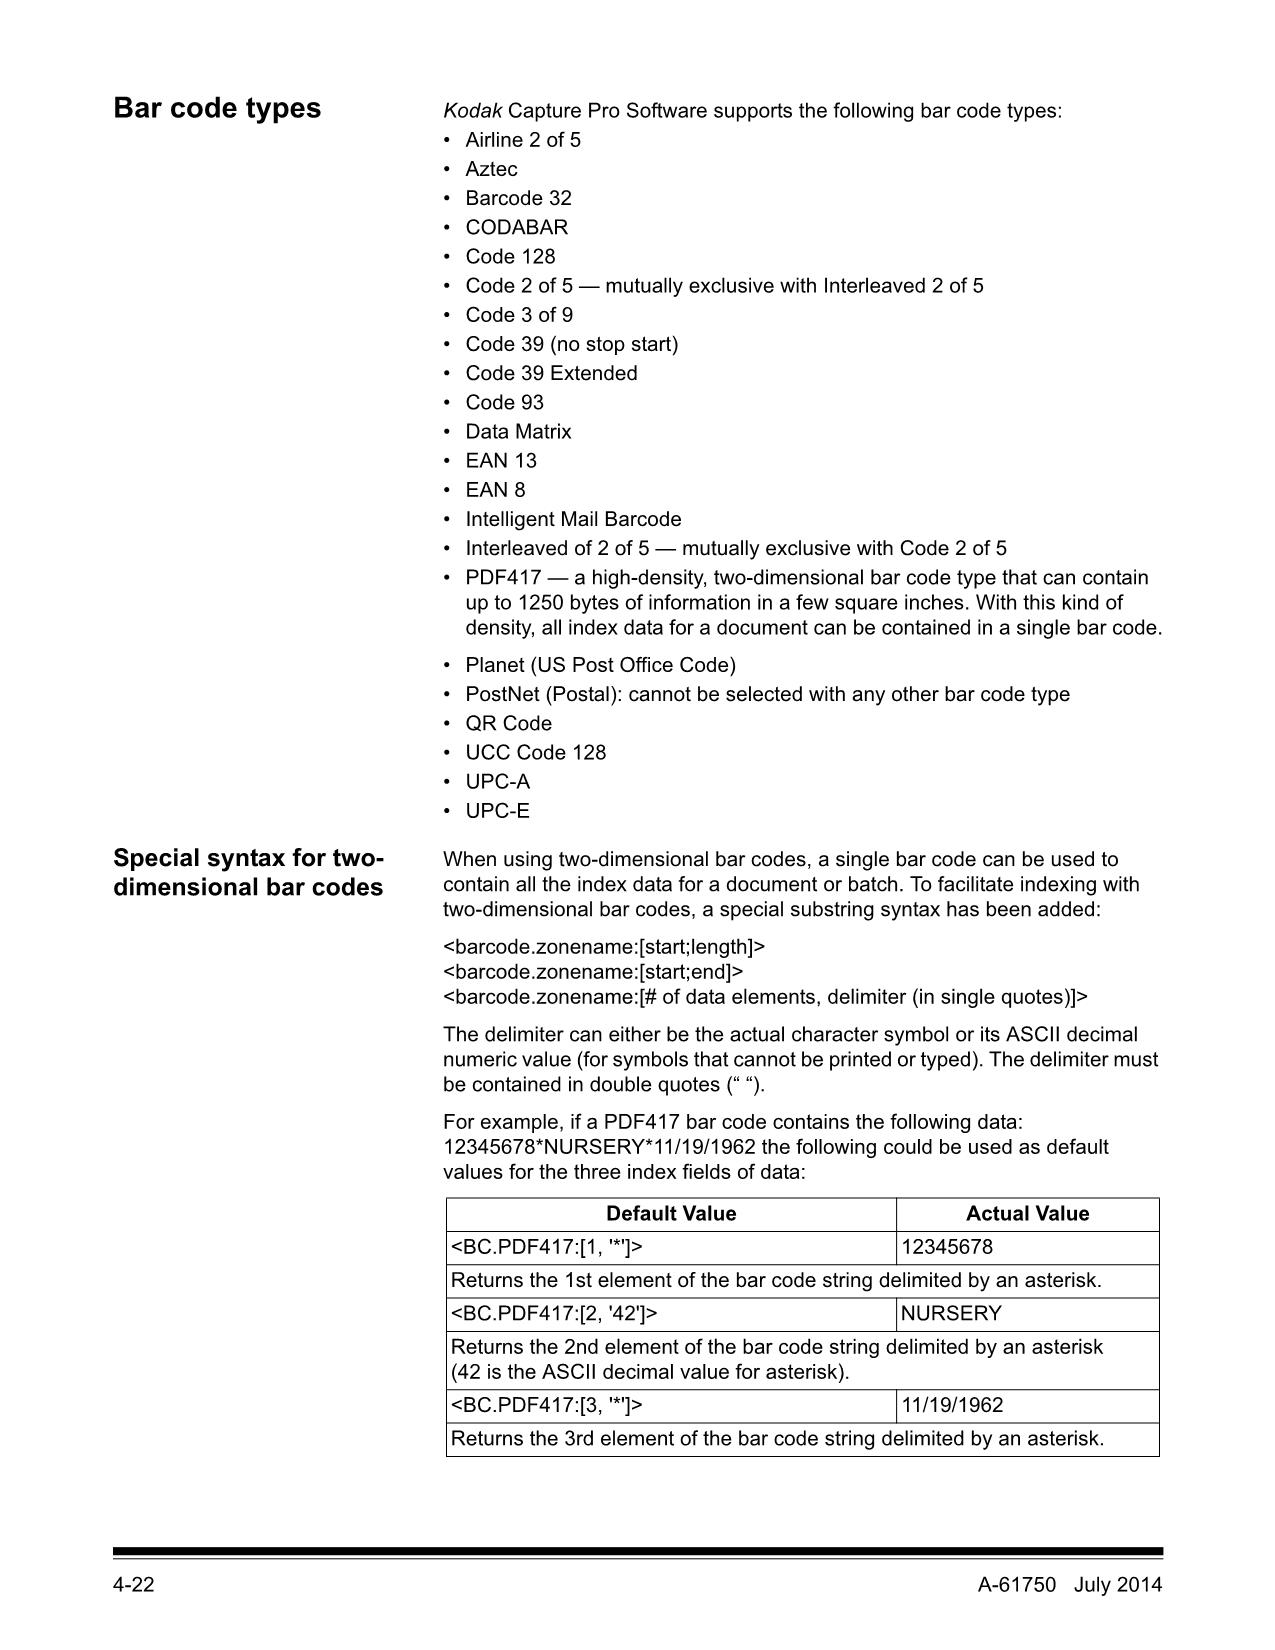 Bar code types
Kodak Capture Pro Software supports the following bar code types:
• Airline 2 of 5
• Aztec
• Barcode 32
• CODABAR
• Code 128
• Code 2 of 5 — mutually exclusive with Interleaved 2 of 5
• Code 3 of 9
• Code 39 (no stop start)
• Code 39 Extended
• Code 93
• Data Matrix
• EAN 13
• EAN 8
• Intelligent Mail Barcode
• Interleaved of 2 of 5 — mutually exclusive with Code 2 of 5
• PDF417 — a high-density, two-dimensional bar code type that can contain
up to 1250 bytes of information in a few square inches. With this kind of
density, all index data for a document can be contained in a single bar code.
• Planet (US Post Office Code)
• PostNet (Postal): cannot be selected with any other bar code type
• QR Code
• UCC Code 128
• UPC-A
• UPC-E
Special syntax for two-
dimensional bar codes
When using two-dimensional bar codes, a single bar code can be used to
contain all the index data for a document or batch. To facilitate indexing with
two-dimensional bar codes, a special substring syntax has been added:
<barcode.zonename:[start;length]>
<barcode.zonename:[start;end]>
<barcode.zonename:[# of data elements, delimiter (in single quotes)]>
The delimiter can either be the actual character symbol or its ASCII decimal
numeric value (for symbols that cannot be printed or typed). The delimiter must
be contained in double quotes (“ “).
For example, if a PDF417 bar code contains the following data:
12345678*NURSERY*11/19/1962 the following could be used as default
values for the three index fields of data:
Default Value Actual Value
<BC.PDF417:[1, '*']> 12345678
Returns the 1st element of the bar code string delimited by an asterisk.
<BC.PDF417:[2, '42']> NURSERY
Returns the 2nd element of the bar code string delimited by an asterisk
(42 is the ASCII decimal value for asterisk).
<BC.PDF417:[3, '*']> 11/19/1962
Returns the 3rd element of the bar code string delimited by an asterisk.
4-22 A-61750 July 2014